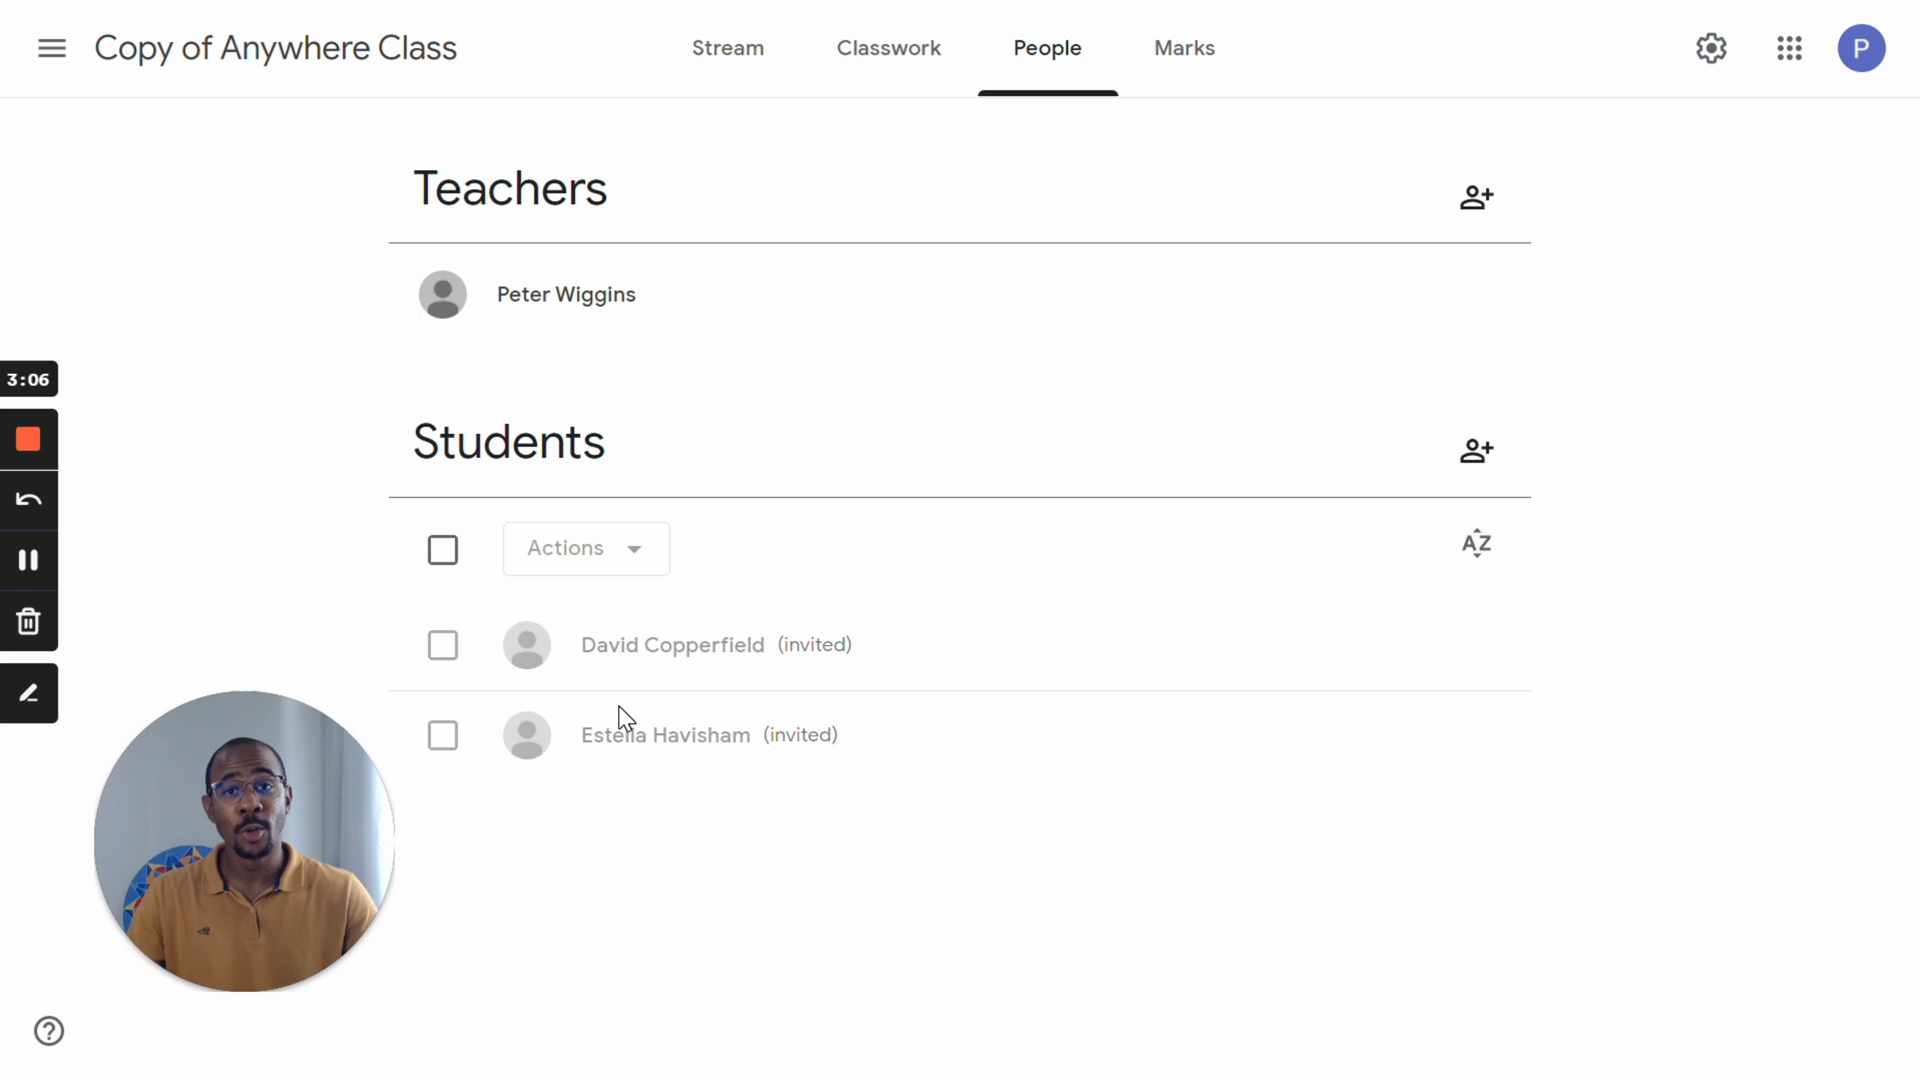 Copy of Anywhere Class
Stream
Classwork
People
Marks
P
Teachers
Peter Wiggins
3:06
Students
Actions
AZ
David Copperfield (invited)
Estella Havisham (invited)